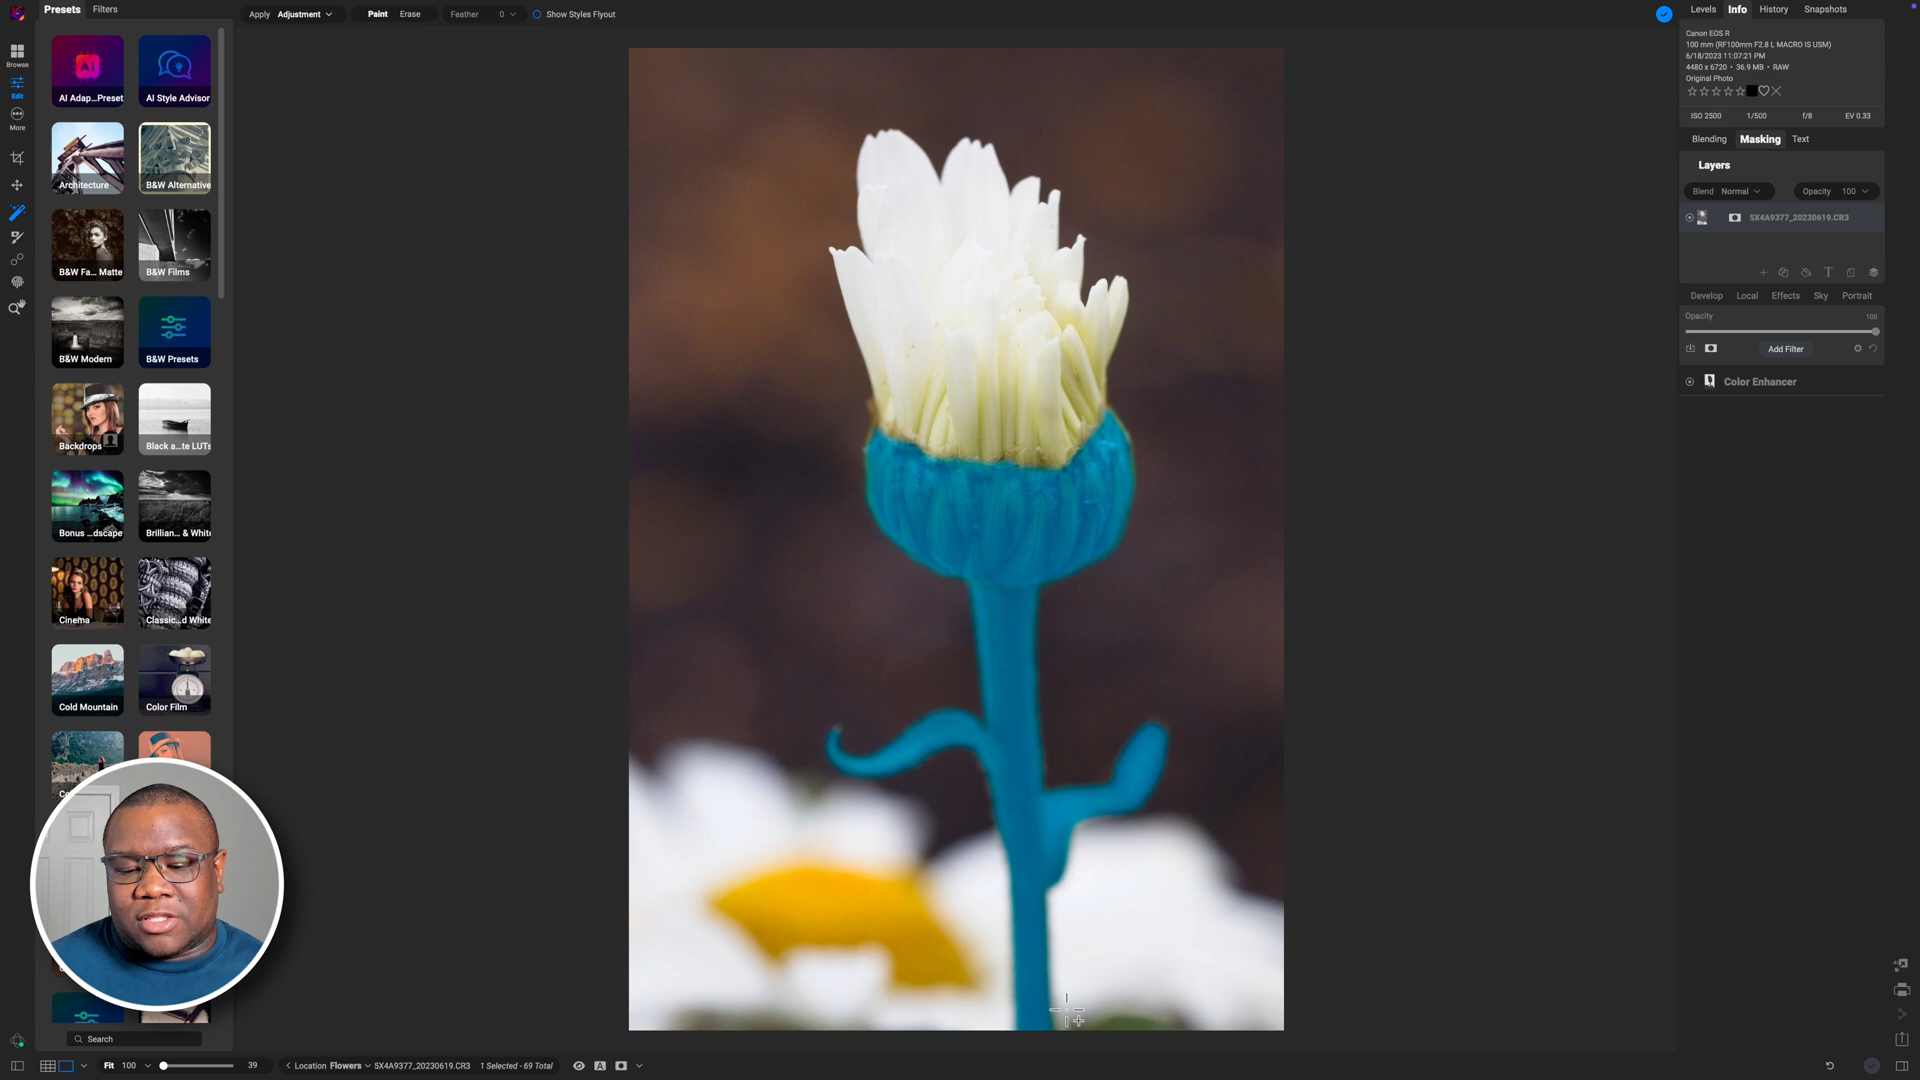 Presets Filters
Apply Adjustment Paint Erase Feather 0 Show Styles Flyout
Levels Info History Snapshots
Browse
Edit
More
AI Adap...Preset AI Style Advisor
Architecture B&W Alternative
B&W Fa... Matte B&W Films
B&W Modern B&W Presets
Backdrops Black a...te LUTs
Bonus ...dscape Brillian... & White
Cinema Classic...d White
Cold Mountain Color Film
Search
Canon EOS R
100 mm (RF100mm F2.8 L MACRO IS USM)
6/18/2023 11:07:21 PM
4480 x 6720 • 36.9 MB • RAW
Original Photo
ISO 2500 1/500 f/8 EV 0.33
Blending Masking Text
Layers
Blend Normal Opacity 100
5X4A9377_20230619.CR3
Develop Local Effects Sky Portrait
Opacity 100
Add Filter
Color Enhancer
Fit 100 39 Location Flowers 5X4A9377_20230619.CR3 1 Selected - 69 Total